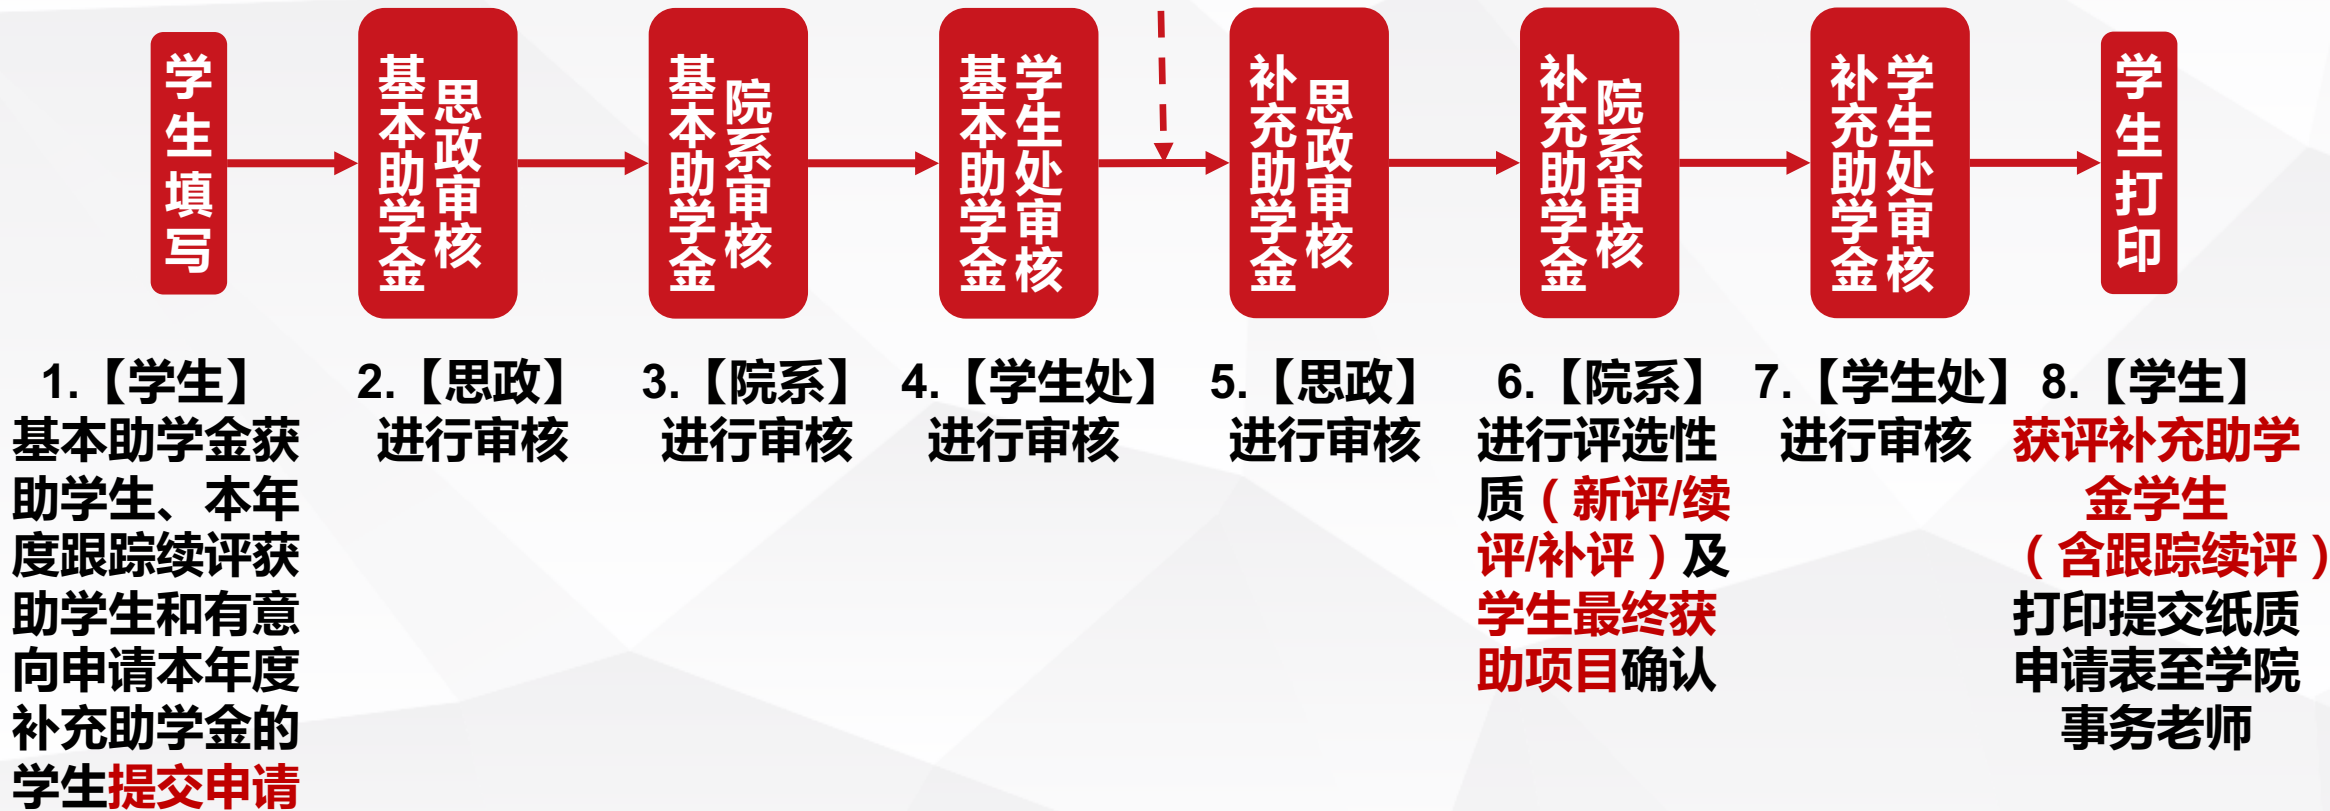 学生填写
基本助学金
思政审核
基本助学金
院系审核
基本助学金
学生处审核
补充助学金
思政审核
补充助学金
院系审核
补充助学金
学生处审核
学生打印
1.【学生】
基本助学金获
助学生、本年
度跟踪续评获
助学生和有意
向申请本年度
补充助学金的
学生提交申请
2.【思政】
进行审核
3.【院系】
进行审核
4.【学生处】
进行审核
5.【思政】
进行审核
6.【院系】
进行评选性
质（新评/续
评/补评）及
学生最终获
助项目确认
7.【学生处】
进行审核
8.【学生】
获评补充助学
金学生
（含跟踪续评）
打印提交纸质
申请表至学院
事务老师